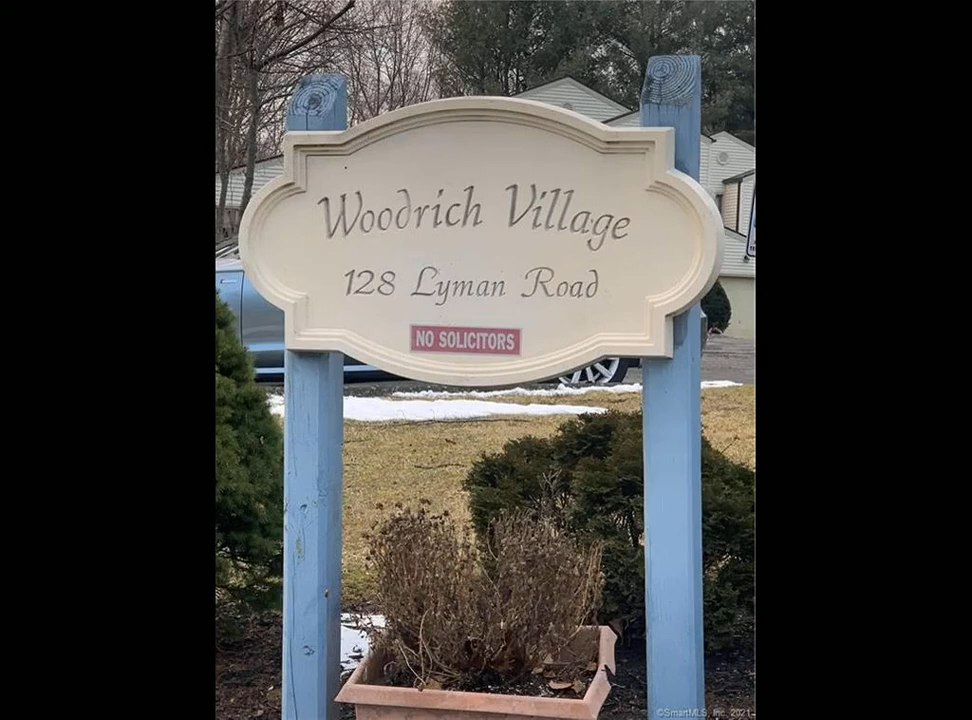 Woodrich Village
128 Lyman Road
NO SOLICITORS
©SmartMLS, Inc. 2021